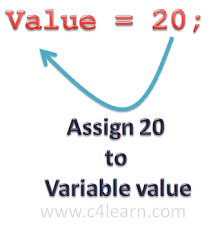 Value = 20;
Assign 20
to
Variable value
www.c4learn.com